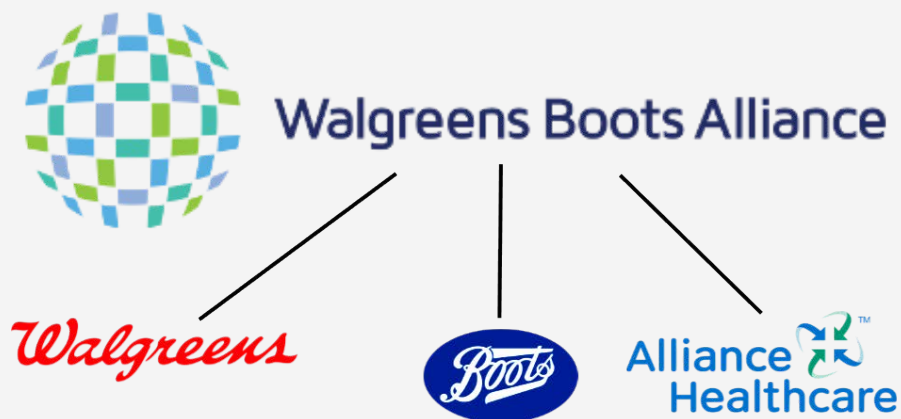 Walgreens Boots Alliance
Walgreens
Boots
Alliance
Healthcare
TM